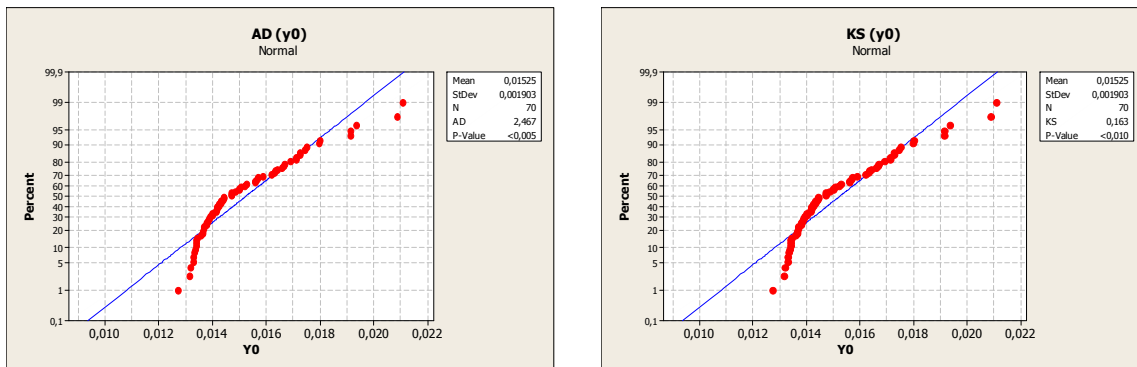 AD (y0)
Normal
99,9
99
95
90
80
70
60
50
40
30
20
10
5
1
0,1
Percent
0,010
0,012
0,014
0,016
0,018
0,020
0,022
Y0
Mean 0,01525
StDev 0,001903
N 70
AD 2,467
P-Value <0,005
KS (y0)
Normal
99,9
99
95
90
80
70
60
50
40
30
20
10
5
1
0,1
Percent
0,010
0,012
0,014
0,016
0,018
0,020
0,022
Y0
Mean 0,01525
StDev 0,001903
N 70
KS 0,163
P-Value <0,010